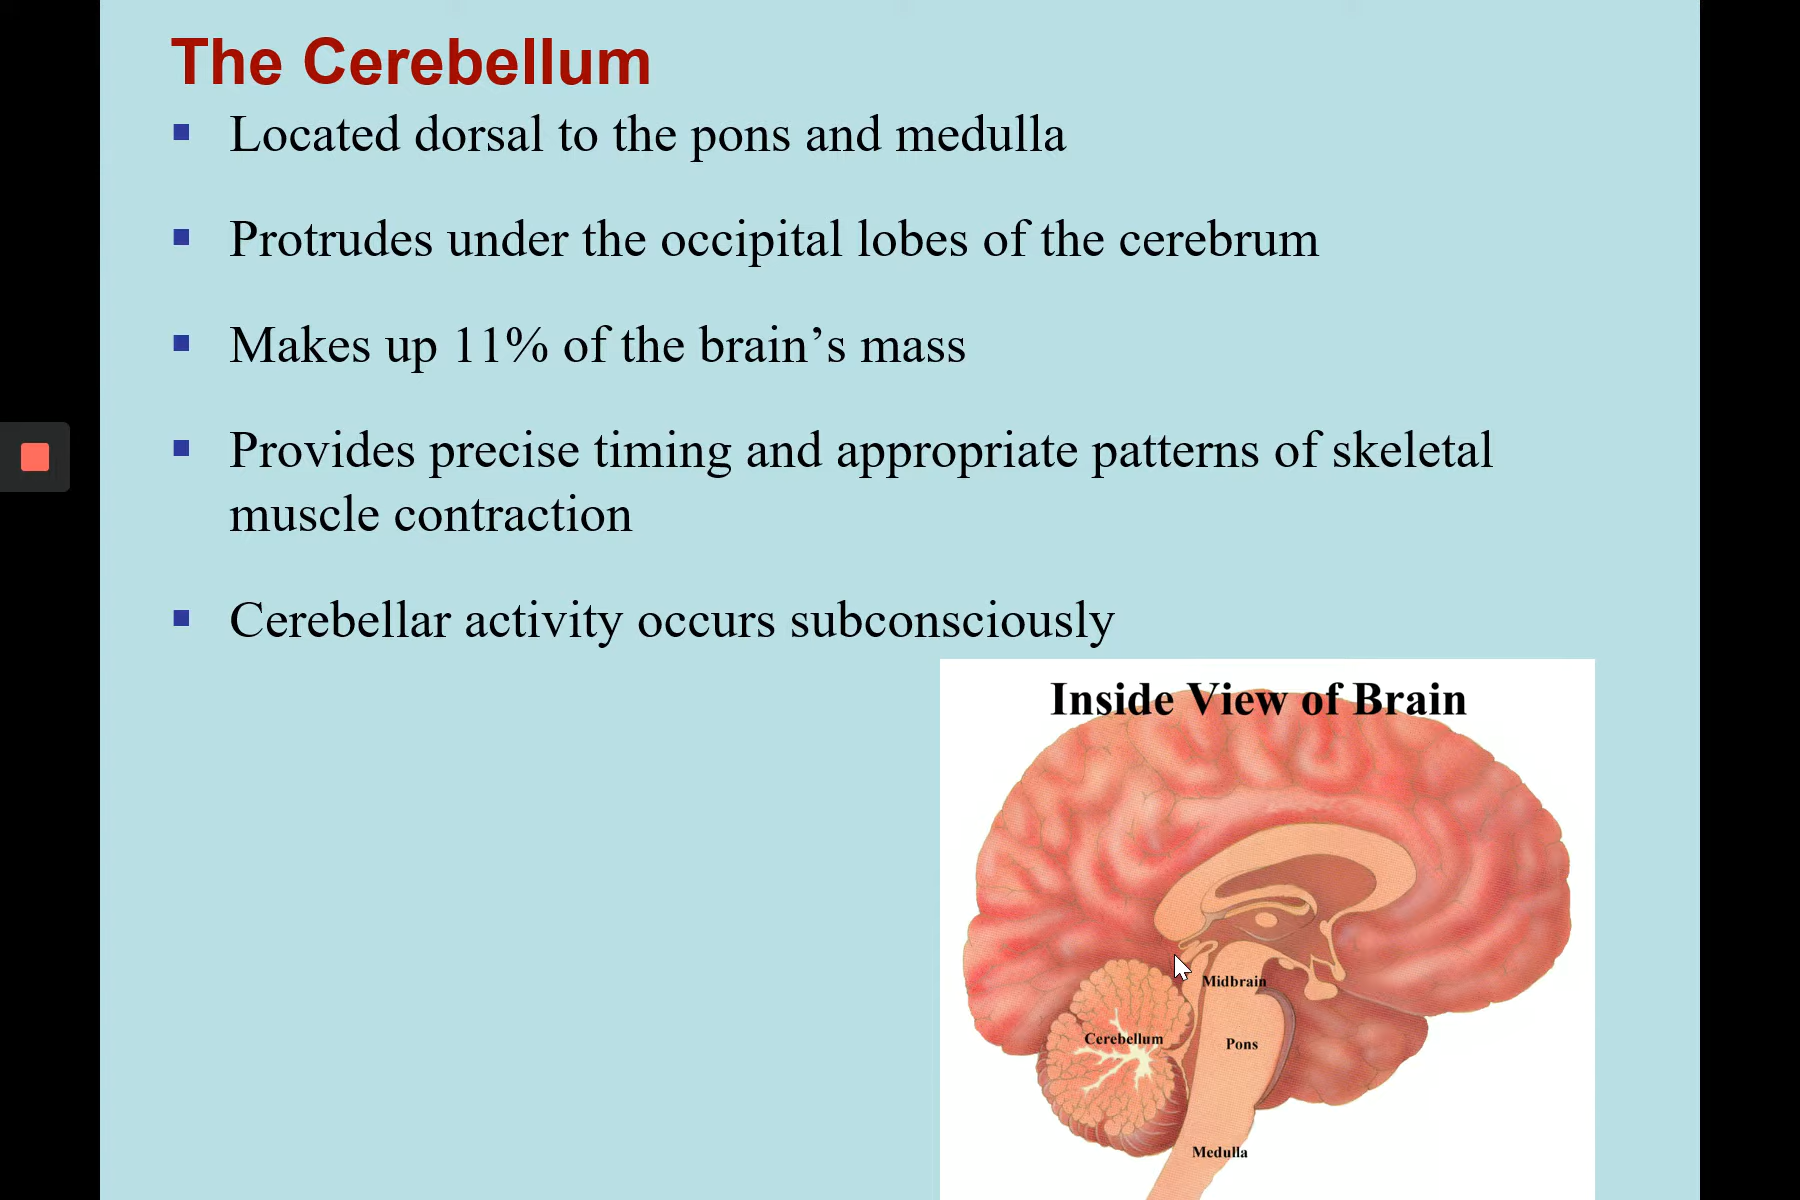 The Cerebellum
Located dorsal to the pons and medulla
Protrudes under the occipital lobes of the cerebrum
Makes up 11% of the brain’s mass
Provides precise timing and appropriate patterns of skeletal
muscle contraction
Cerebellar activity occurs subconsciously
Inside View of Brain
Midbrain
Cerebellum
Pons
Medulla